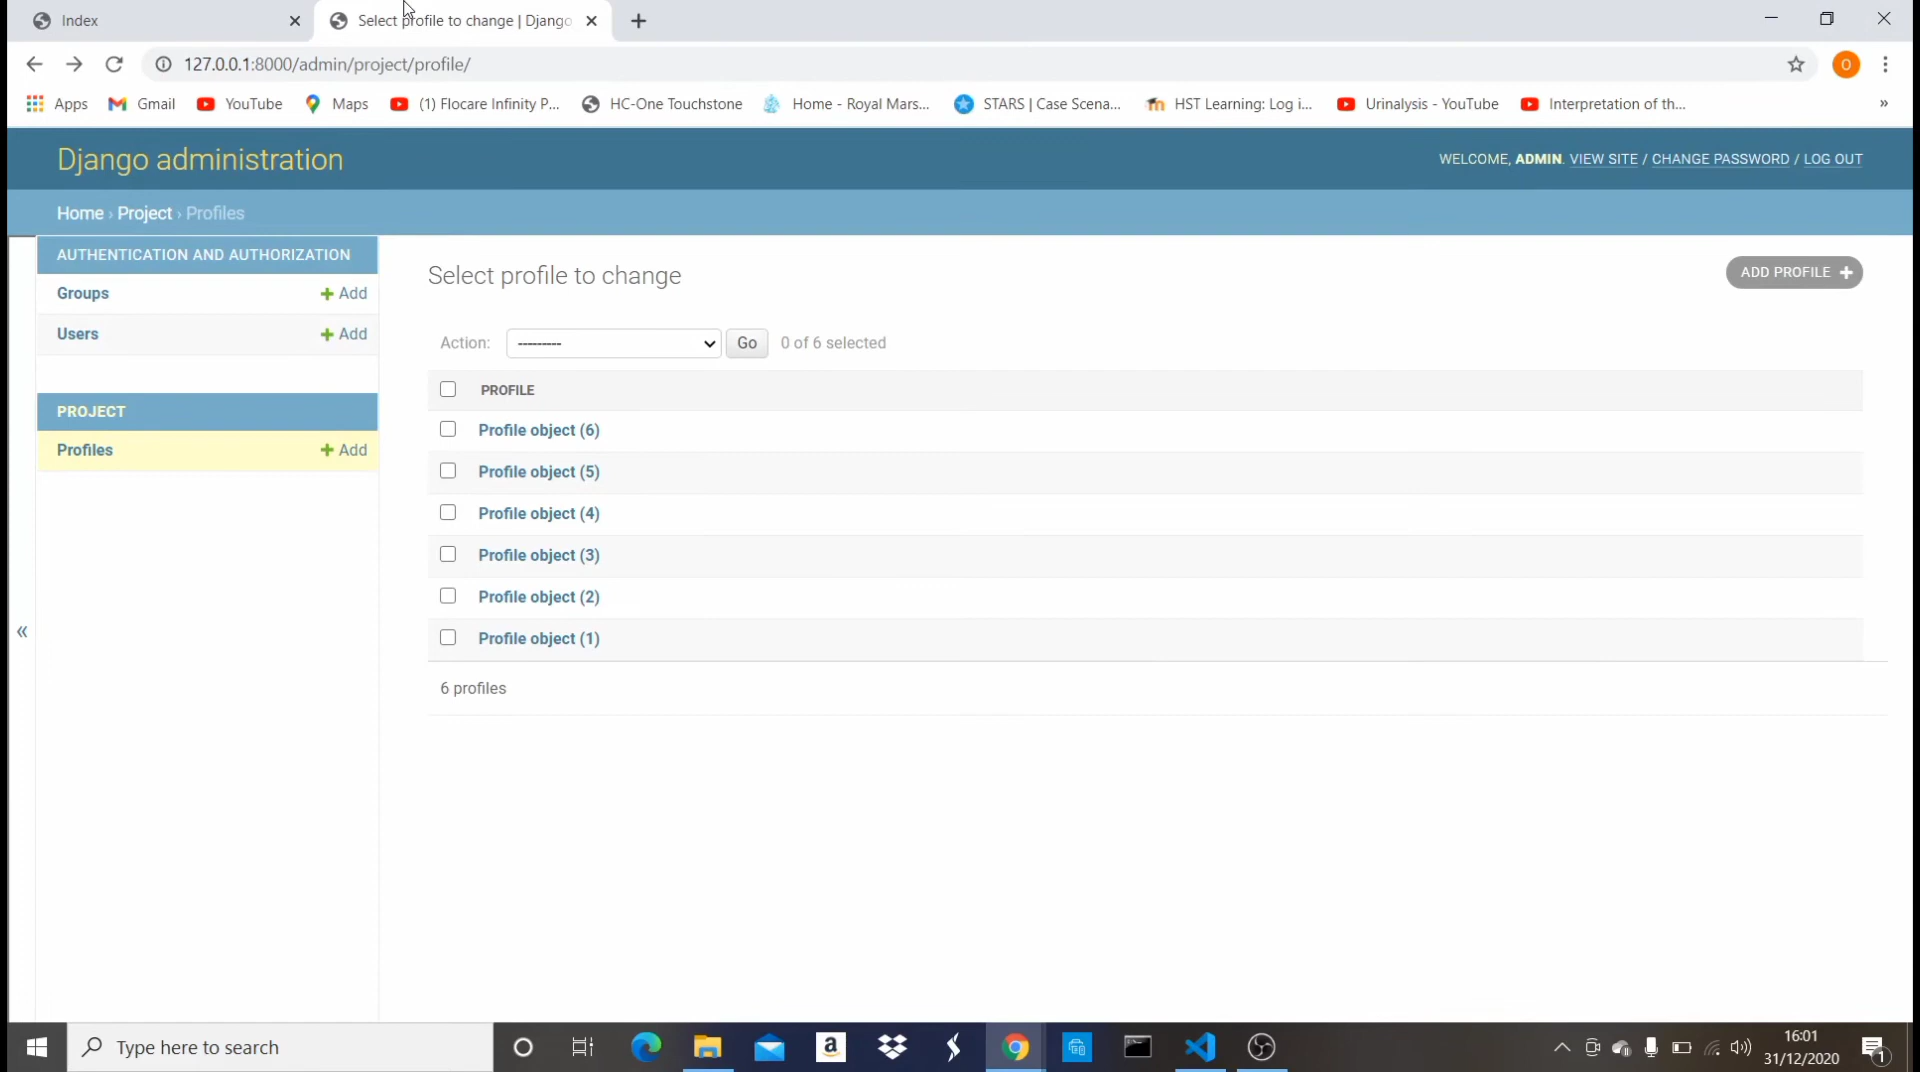 Index
Select profile to change | Django
127.0.0.1:8000/admin/project/profile/
Apps Gmail YouTube Maps (1) Flocare Infinity P... HC-One Touchstone Home - Royal Mars... STARS | Case Scena... HST Learning: Log i... Urinalysis - YouTube Interpretation of th... »
Django administration
WELCOME, ADMIN. VIEW SITE / CHANGE PASSWORD / LOG OUT
Home › Project › Profiles
AUTHENTICATION AND AUTHORIZATION
Groups + Add
Users + Add
PROJECT
Profiles + Add
«
Select profile to change
ADD PROFILE +
Action: --------- Go 0 of 6 selected
PROFILE
Profile object (6)
Profile object (5)
Profile object (4)
Profile object (3)
Profile object (2)
Profile object (1)
6 profiles
Type here to search
a
16:01
31/12/2020
1
O